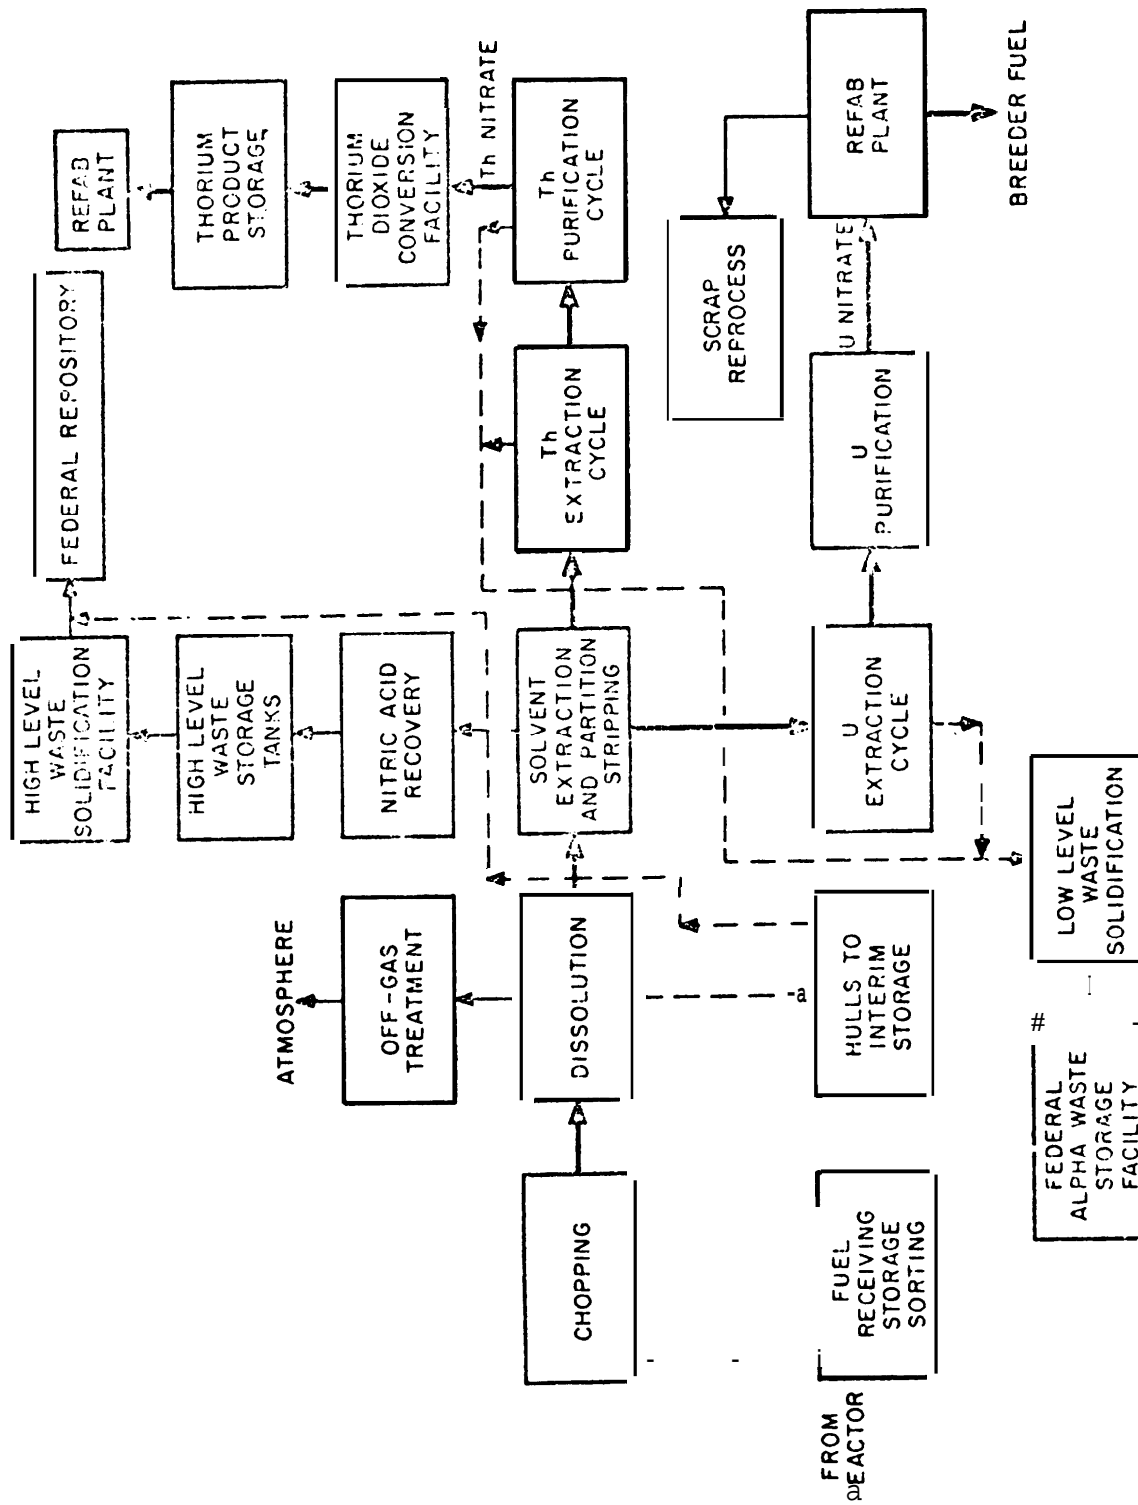 HIGH LEVEL
WASTE
SOLIDIFICATION
FACILITY
FEDERAL REPOSITORY
REFAB
PLANT
HIGH LEVEL
WASTE
STORAGE
TANKS
THORIUM
PRODUCT
STORAGE
ATMOSPHERE
OFF-GAS
TREATMENT
NITRIC ACID
RECOVERY
THORIUM
DIOXIDE
CONVERSION
FACILITY
Th NITRATE
CHOPPING
DISSOLUTION
SOLVENT
EXTRACTION
AND PARTITION
STRIPPING
Th
EXTRACTION
CYCLE
Th
PURIFICATION
CYCLE
SCRAP
REPROCESS
FROM
REACTOR
FUEL
RECEIVING
STORAGE
SORTING
-a
HULLS TO
INTERIM
STORAGE
U
EXTRACTION
CYCLE
U
PURIFICATION
U NITRATE
REFAB
PLANT
BREEDER FUEL
FEDERAL
ALPHA WASTE
STORAGE
FACILITY
#
LOW LEVEL
WASTE
SOLIDIFICATION